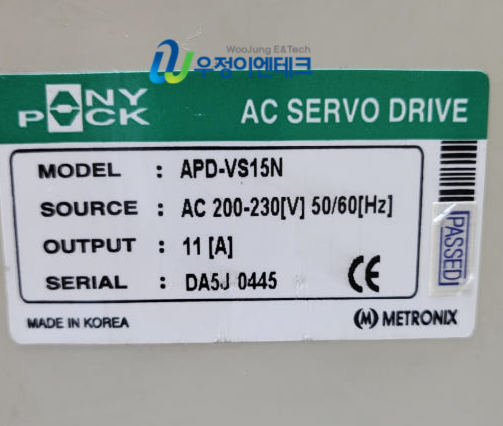 WooJung E&Tech
우정이엔테크
ANY PACK
AC SERVO DRIVE
MODEL : APD-VS15N
SOURCE : AC 200-230[V] 50/60[Hz]
OUTPUT : 11 [A]
SERIAL : DA5J 0445
CE
PASSED
MADE IN KOREA
(M) METRONIX